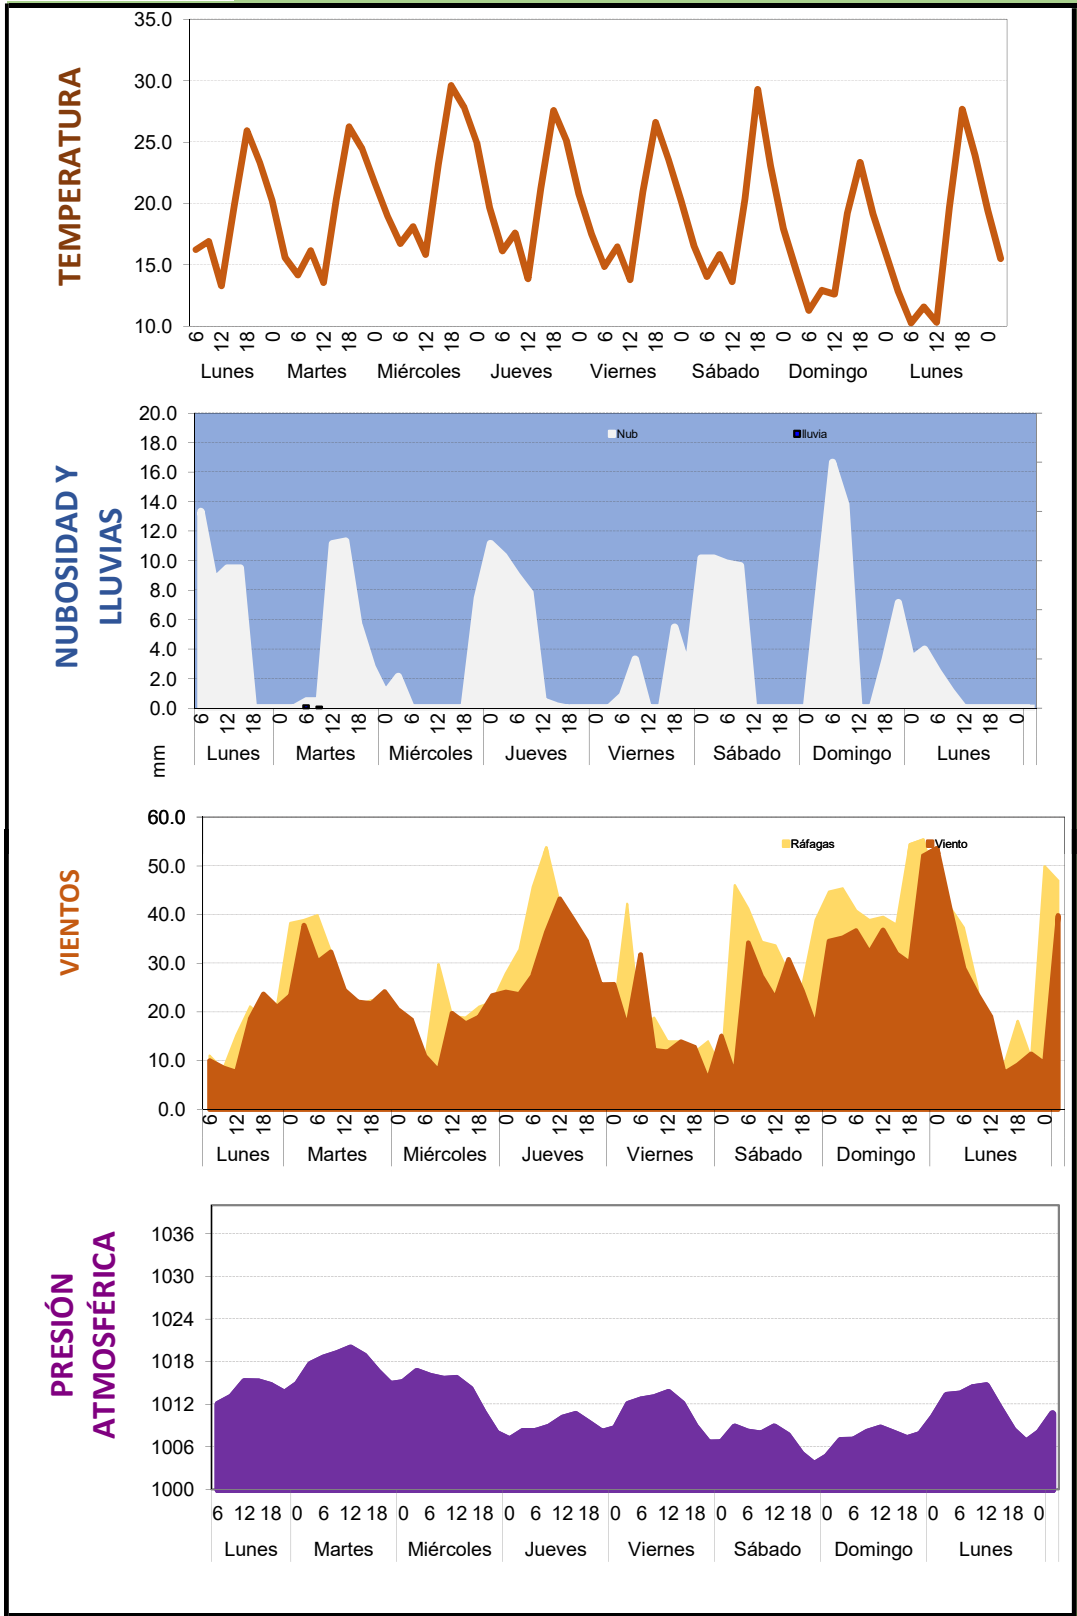 TEMPERATURA
35.0
30.0
25.0
20.0
15.0
10.0
6 12 18 0 6 12 18 0 6 12 18 0 6 12 18 0 6 12 18 0 6 12 18 0 6 12 18 0 6 12 18 0
Lunes Martes Miércoles Jueves Viernes Sábado Domingo Lunes
NUBOSIDAD Y
LLUVIAS
20.0
18.0
16.0
14.0
12.0
10.0
8.0
6.0
4.0
2.0
0.0
Nub lluvia
mm
6 12 18 0 6 12 18 0 6 12 18 0 6 12 18 0 6 12 18 0 6 12 18 0 6 12 18 0 6 12 18 0
Lunes Martes Miércoles Jueves Viernes Sábado Domingo Lunes
VIENTOS
60.0
50.0
40.0
30.0
20.0
10.0
0.0
Ráfagas Viento
6 12 18 0 6 12 18 0 6 12 18 0 6 12 18 0 6 12 18 0 6 12 18 0 6 12 18 0 6 12 18 0
Lunes Martes Miércoles Jueves Viernes Sábado Domingo Lunes
PRESIÓN
ATMOSFÉRICA
1036
1030
1024
1018
1012
1006
1000
6 12 18 0 6 12 18 0 6 12 18 0 6 12 18 0 6 12 18 0 6 12 18 0 6 12 18 0 6 12 18 0
Lunes Martes Miércoles Jueves Viernes Sábado Domingo Lunes